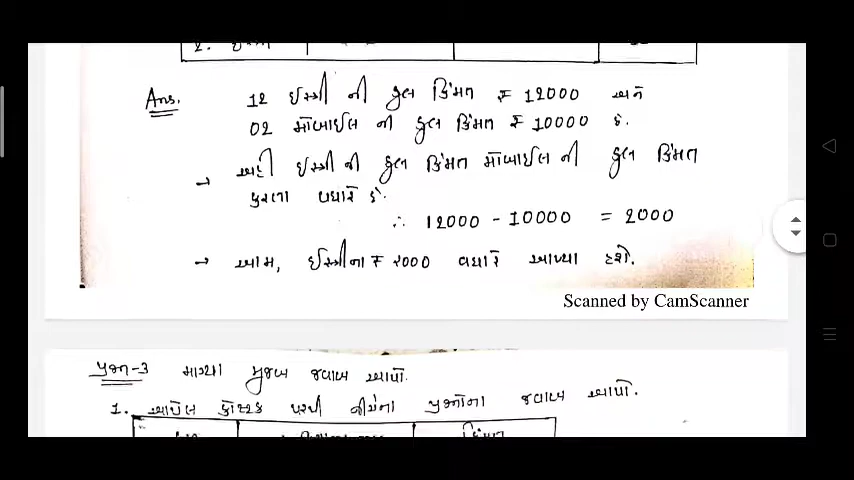 Ans. 12 ઈસ્ત્રી ની કુલ કિંમત ₹ 12000 અને
02 મોબાઈલ ની કુલ કિંમત ₹ 10000 છે.
→ અહીં ઈસ્ત્રી ની કુલ કિંમત મોબાઈલ ની કુલ કિંમત
કરતા વધારે છે.
∴ 12000 - 10000 = 2000
→ આમ, ઈસ્ત્રીના ₹ 2000 વધારે આપ્યા હશે.
Scanned by CamScanner
પ્રશ્ન-3 માગ્યા મુજબ જવાબ આપો.
1. આપેલ કોષ્ટક પરથી નીચેના પ્રશ્નોના જવાબ આપો.
કિંમત